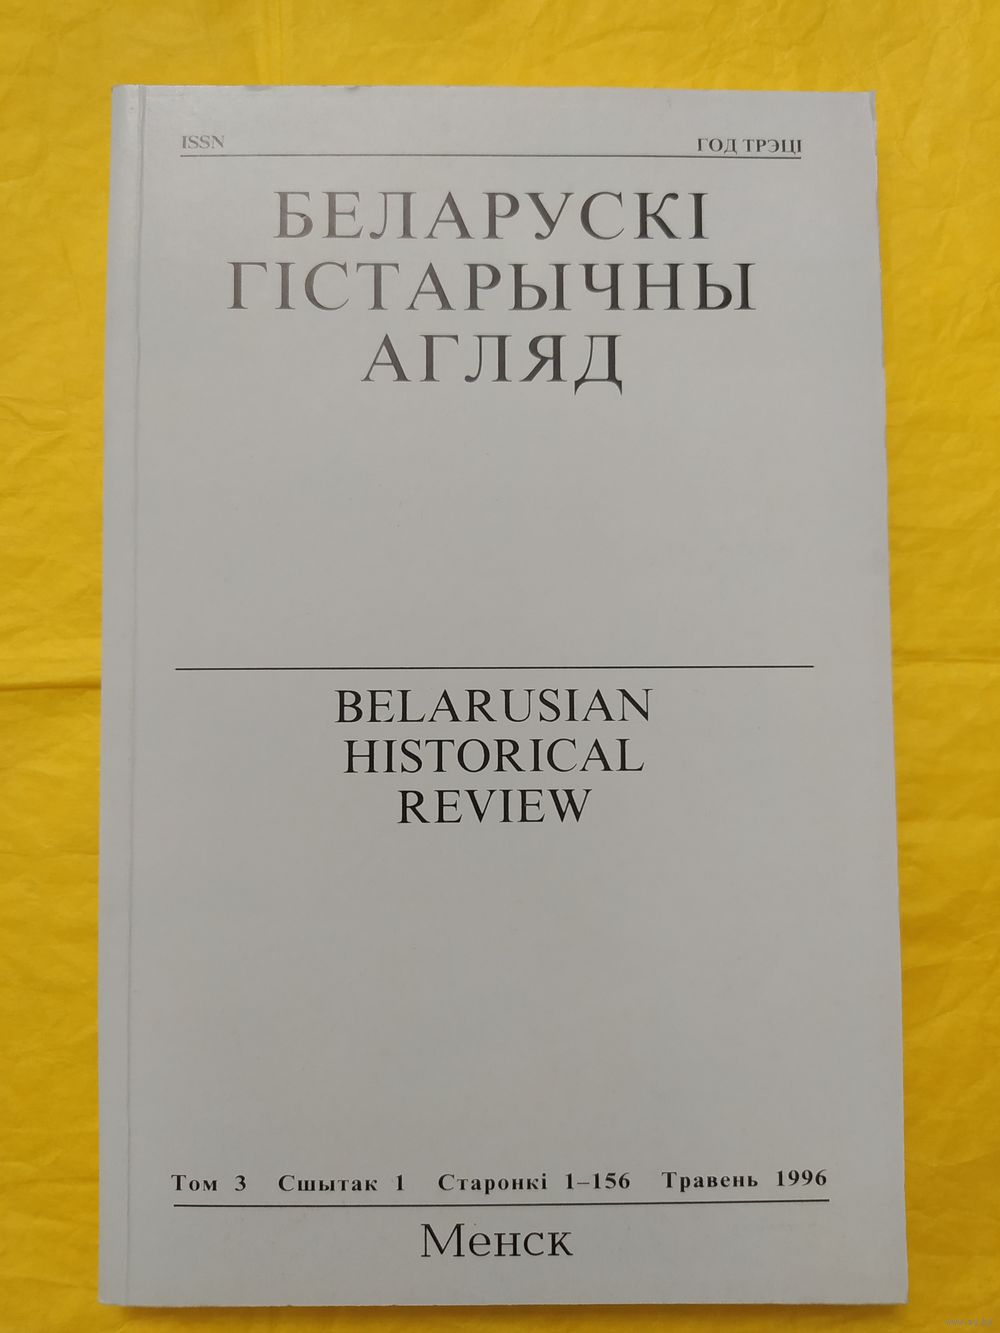 ISSN
ГОД ТРЭЦІ
БЕЛАРУСКІ
ГІСТАРЫЧНЫ
АГЛЯД
BELARUSIAN
HISTORICAL
REVIEW
Том 3 Сшытак 1 Старонкі 1–156 Травень 1996
Менск